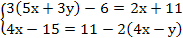 3(5x + 3y) − 6 = 2x + 11
4x − 15 = 11 − 2(4x − y)